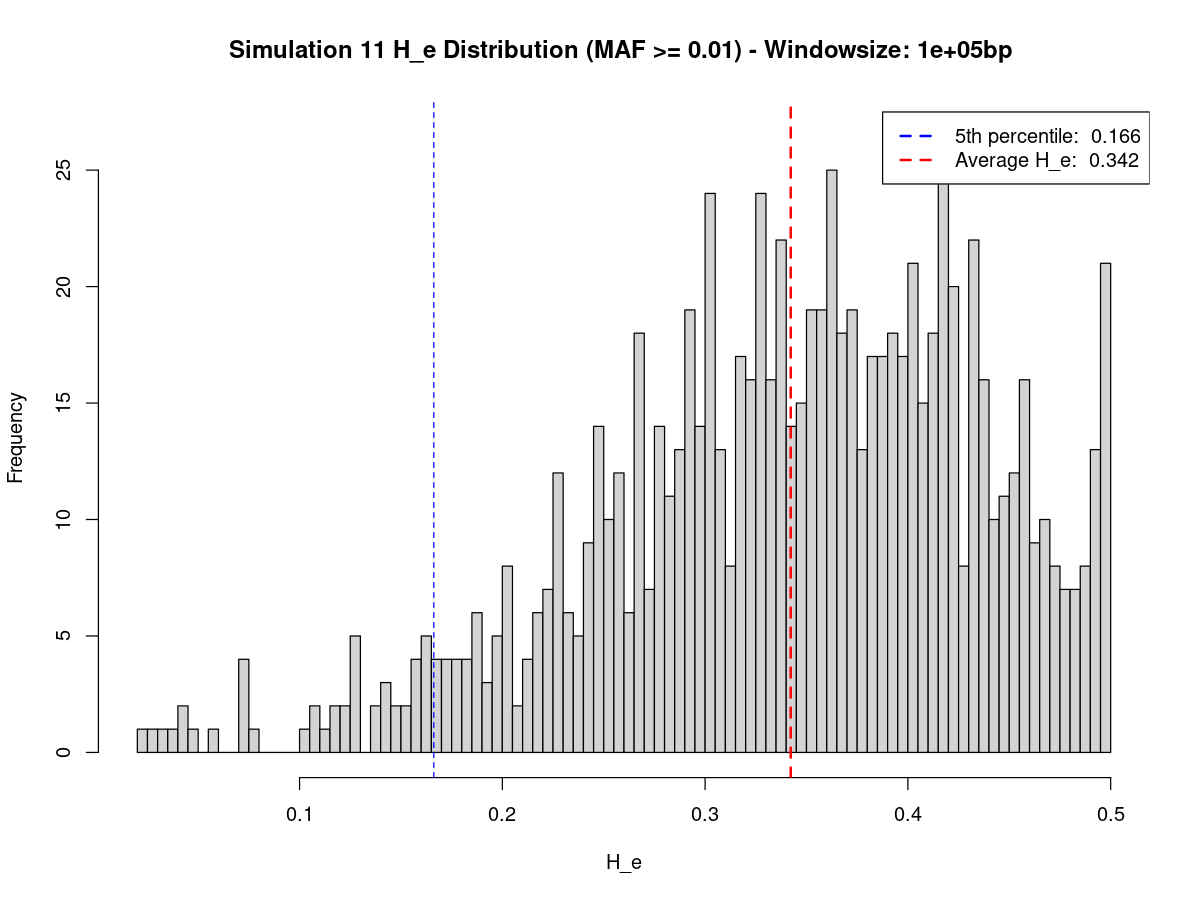 Simulation 11 H_e Distribution (MAF >= 0.01) - Windowsize: 1e+05bp
5th percentile: 0.166
Average H_e: 0.342
25
20
15
10
5
0
Frequency
0.1 0.2 0.3 0.4 0.5
H_e